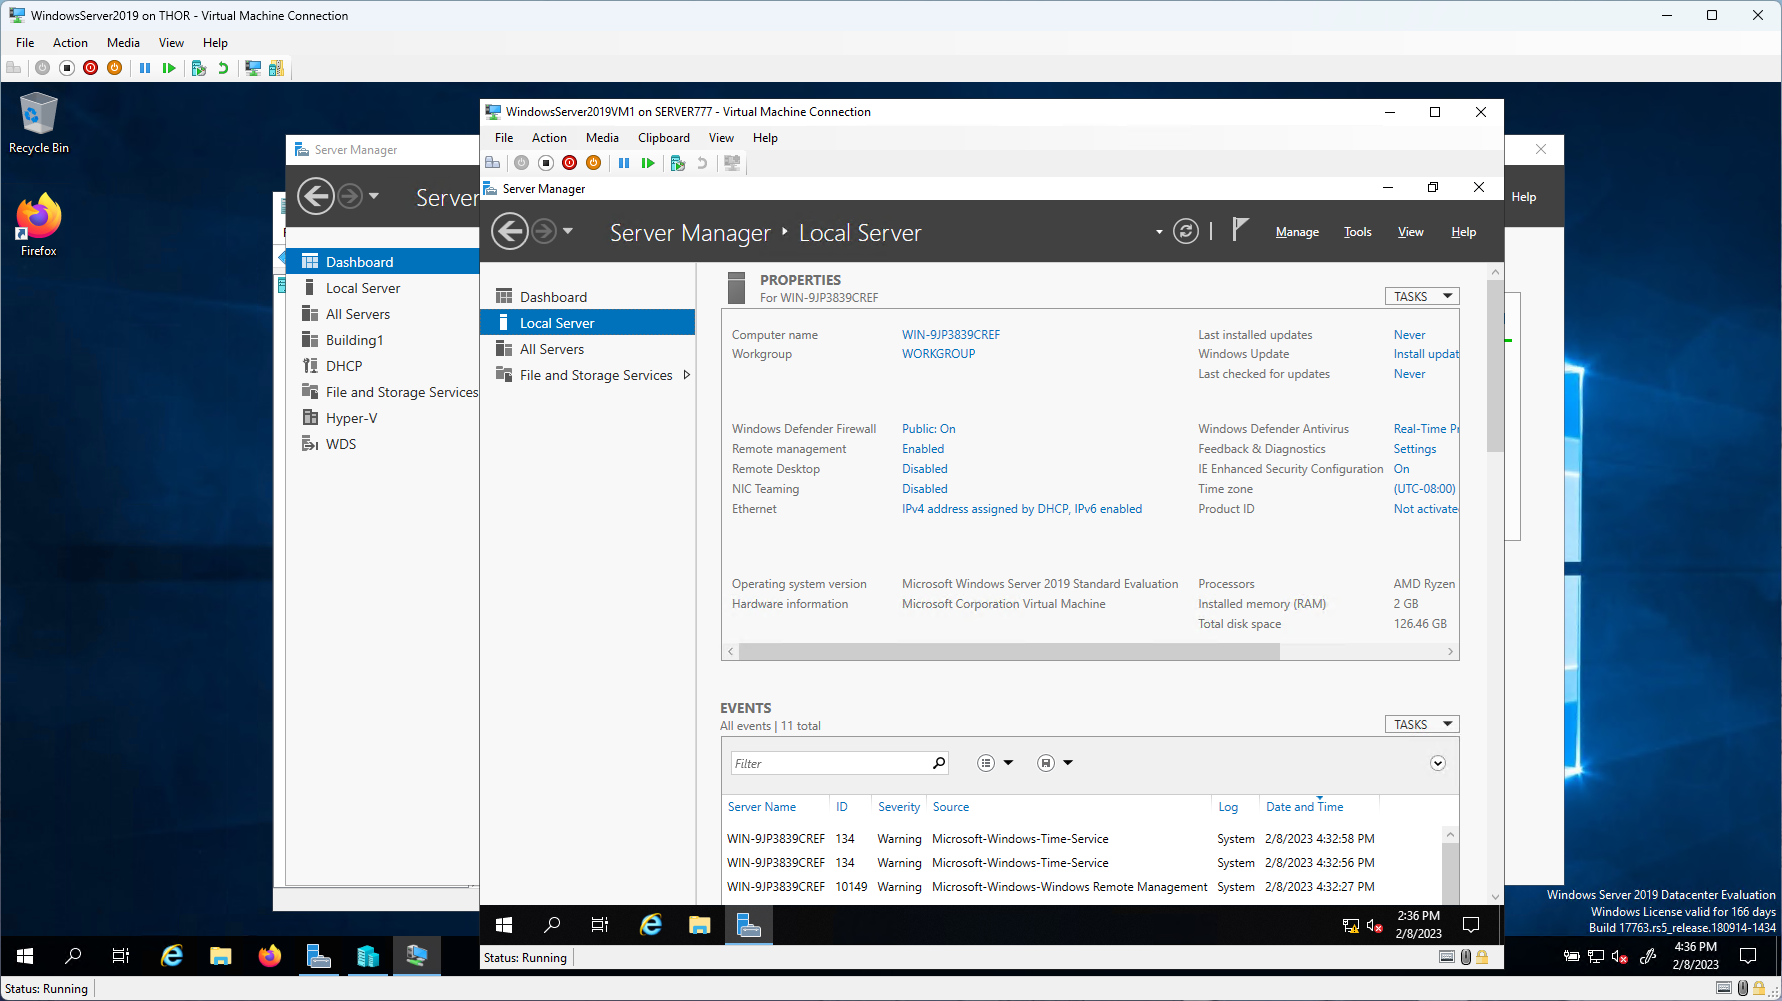 WindowsServer2019 on THOR - Virtual Machine Connection
File Action Media View Help
Recycle Bin
Firefox
Server Manager
Server
Dashboard
Local Server
All Servers
Building1
DHCP
File and Storage Services
Hyper-V
WDS
Help
WindowsServer2019VM1 on SERVER777 - Virtual Machine Connection
File Action Media Clipboard View Help
Server Manager
Server Manager Local Server
Manage Tools View Help
Dashboard
Local Server
All Servers
File and Storage Services
PROPERTIES
For WIN-9JP3839CREF
TASKS
Computer name WIN-9JP3839CREF Last installed updates Never
Workgroup WORKGROUP Windows Update Install updat
Last checked for updates Never
Windows Defender Firewall Public: On Windows Defender Antivirus Real-Time Pr
Remote management Enabled Feedback & Diagnostics Settings
Remote Desktop Disabled IE Enhanced Security Configuration On
NIC Teaming Disabled Time zone (UTC-08:00)
Ethernet IPv4 address assigned by DHCP, IPv6 enabled Product ID Not activate
Operating system version Microsoft Windows Server 2019 Standard Evaluation Processors AMD Ryzen
Hardware information Microsoft Corporation Virtual Machine Installed memory (RAM) 2 GB
Total disk space 126.46 GB
EVENTS
All events | 11 total
TASKS
Filter
Server Name ID Severity Source Log Date and Time
WIN-9JP3839CREF 134 Warning Microsoft-Windows-Time-Service System 2/8/2023 4:32:58 PM
WIN-9JP3839CREF 134 Warning Microsoft-Windows-Time-Service System 2/8/2023 4:32:56 PM
WIN-9JP3839CREF 10149 Warning Microsoft-Windows-Windows Remote Management System 2/8/2023 4:32:27 PM
2:36 PM
2/8/2023
Status: Running
Windows Server 2019 Datacenter Evaluation
Windows License valid for 166 days
Build 17763.rs5_release.180914-1434
4:36 PM
2/8/2023
Status: Running